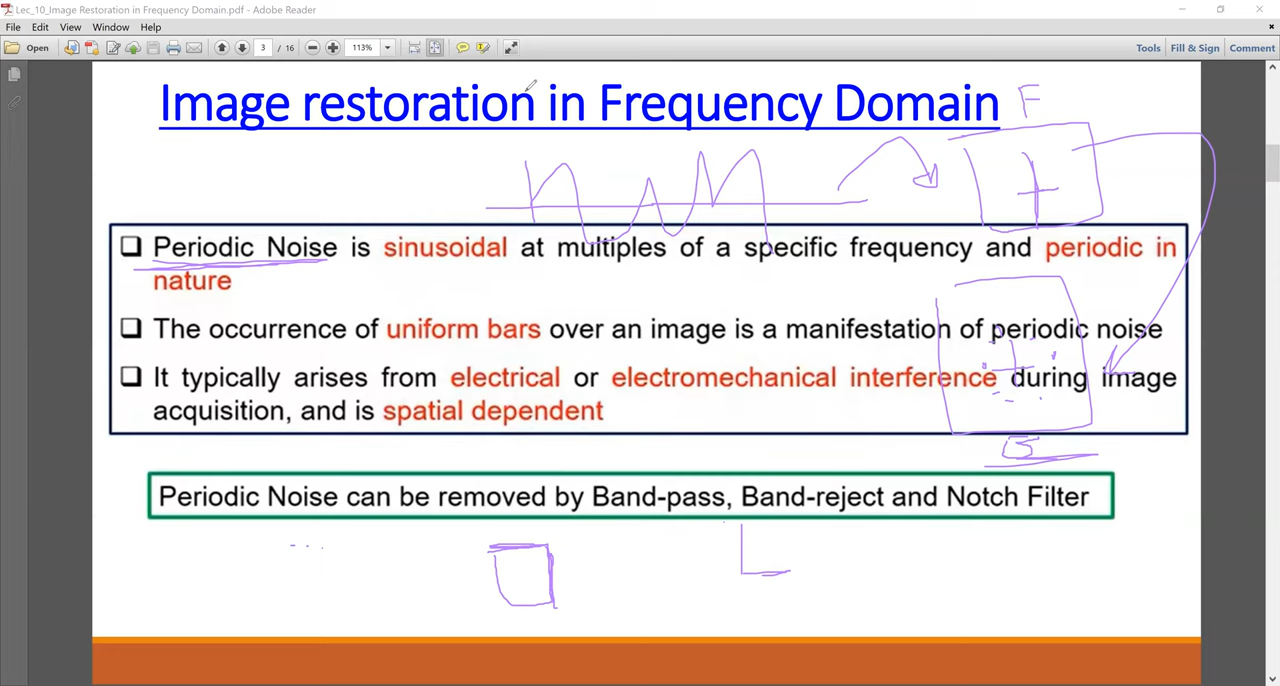 Lec_10_Image Restoration in Frequency Domain.pdf - Adobe Reader
File Edit View Window Help
Open 3 / 16 113% Tools Fill & Sign Comment
Image restoration in Frequency Domain F
❑ Periodic Noise is sinusoidal at multiples of a specific frequency and periodic in
nature
❑ The occurrence of uniform bars over an image is a manifestation of periodic noise
❑ It typically arises from electrical or electromechanical interference during image
acquisition, and is spatial dependent
Periodic Noise can be removed by Band-pass, Band-reject and Notch Filter